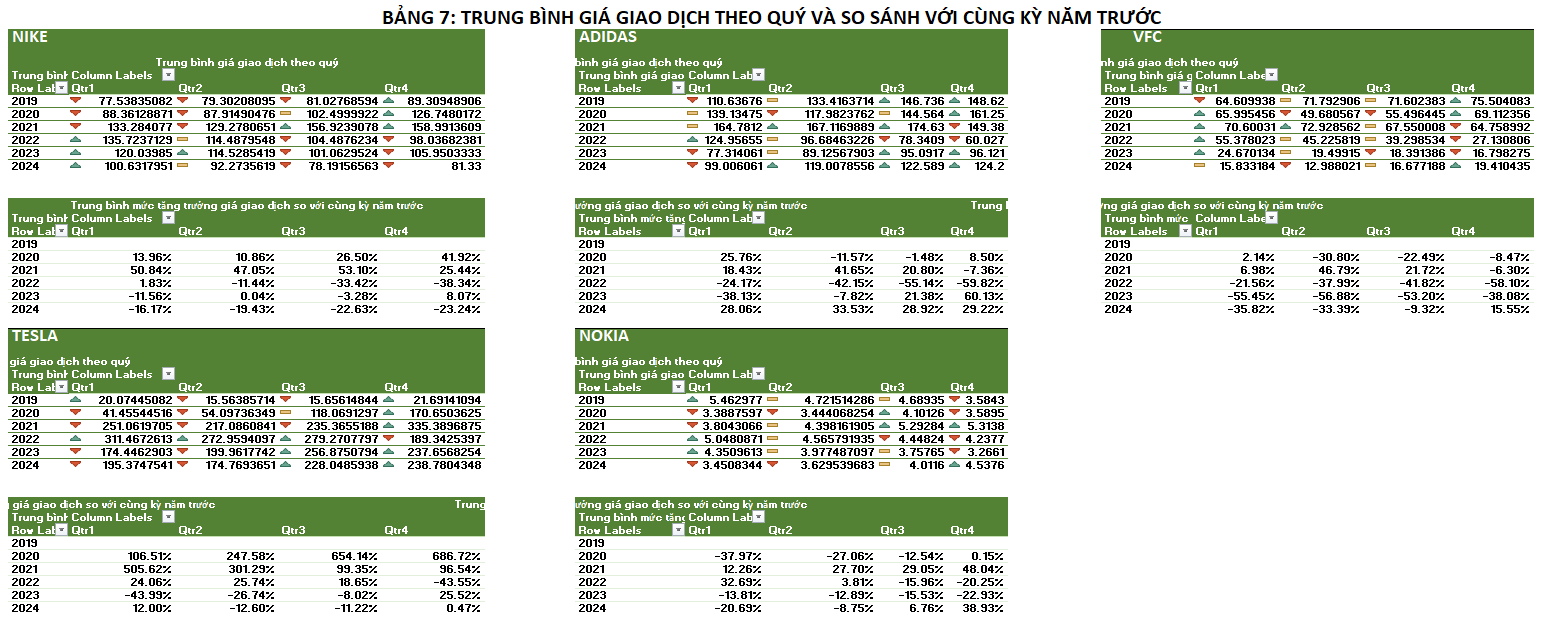 BẢNG 7: TRUNG BÌNH GIÁ GIAO DỊCH THEO QUÝ VÀ SO SÁNH VỚI CÙNG KỲ NĂM TRƯỚC
NIKE
Trung bình giá giao dịch theo quý
Trung bình Column Labels
Row Lab Qtr1 Qtr2 Qtr3 Qtr4
2019 77.53835082 79.30208095 81.02768594 89.30948906
2020 88.36128871 87.91490476 102.4999922 126.7480172
2021 133.284077 129.2780651 156.9239078 158.9913609
2022 135.7237129 114.4879548 104.4876234 98.03682381
2023 120.03985 114.5289419 101.0629524 105.9503333
2024 100.6317951 92.2735619 78.19156563 81.33
Trung bình mức tăng trưởng giá giao dịch so với cùng kỳ năm trước
Trung bình Column Labels
Row Lab Qtr1 Qtr2 Qtr3 Qtr4
2019
2020 13.96% 10.86% 26.50% 41.92%
2021 50.84% 47.05% 53.10% 25.44%
2022 1.83% -11.44% -33.42% -38.34%
2023 -11.56% 0.04% -3.28% 8.07%
2024 -16.17% -19.43% -22.63% -23.24%
ADIDAS
bình giá giao dịch theo quý
Trung bình giá giao Column Lab
Row Labels Qtr1 Qtr2 Qtr3 Qtr4
2019 110.63676 133.4163714 146.736 148.62
2020 139.13475 117.9823762 144.564 161.25
2021 164.7812 167.1169889 174.63 149.38
2022 124.95655 96.68463226 78.3409 60.027
2023 77.314061 89.12567903 95.0917 96.121
2024 99.006061 119.0078556 122.589 124.2
ưởng giá giao dịch so với cùng kỳ năm trước Trung
Trung bình mức tăng Column Lab
Row Labels Qtr1 Qtr2 Qtr3 Qtr4
2019
2020 25.76% -11.57% -1.48% 8.50%
2021 18.43% 41.65% 20.80% -7.36%
2022 -24.17% -42.15% -55.14% -59.82%
2023 -38.13% -7.82% 21.38% 60.13%
2024 28.06% 33.53% 28.92% 29.22%
VFC
nh giá giao dịch theo quý
Trung bình giá g Column Labe
Row Labels Qtr1 Qtr2 Qtr3 Qtr4
2019 64.609938 71.792906 71.602383 75.504083
2020 65.995456 49.680567 55.496445 69.112356
2021 70.60031 72.928562 67.550008 64.758992
2022 55.378023 45.225819 39.298534 27.130806
2023 24.670134 19.49915 18.391386 16.798275
2024 15.833184 12.988021 16.677188 19.410435
ng giá giao dịch so với cùng kỳ năm trước
Trung bình mức Column Labe
Row Labels Qtr1 Qtr2 Qtr3 Qtr4
2019
2020 2.14% -30.80% -22.49% -8.47%
2021 6.98% 46.79% 21.72% -6.30%
2022 -21.56% -37.99% -41.82% -58.10%
2023 -55.45% -56.88% -53.20% -38.08%
2024 -35.82% -33.39% -9.32% 15.55%
TESLA
giá giao dịch theo quý
Trung bình Column Labels
Row Lab Qtr1 Qtr2 Qtr3 Qtr4
2019 20.07445082 15.56385714 15.65614844 21.69141094
2020 41.45544516 54.09736349 118.0691297 170.6503625
2021 251.0619705 217.0860841 235.3655188 335.3896875
2022 311.4672613 272.9594097 279.2707797 189.3425397
2023 174.4462903 199.9617742 256.8750794 237.6568254
2024 195.3747541 174.7693651 228.0485938 238.7804348
giá giao dịch so với cùng kỳ năm trước Trung
Trung bình Column Labels
Row Lab Qtr1 Qtr2 Qtr3 Qtr4
2019
2020 106.51% 247.58% 654.14% 686.72%
2021 505.62% 301.29% 99.35% 96.54%
2022 24.06% 25.74% 18.65% -43.55%
2023 -43.99% -26.74% -8.02% 25.52%
2024 12.00% -12.60% -11.22% 0.47%
NOKIA
bình giá giao dịch theo quý
Trung bình giá giao Column Lab
Row Labels Qtr1 Qtr2 Qtr3 Qtr4
2019 5.462977 4.721514286 4.68935 3.5843
2020 3.3887597 3.444068254 4.10126 3.5895
2021 3.8043066 4.398161905 5.29284 5.3138
2022 5.0480871 4.565791935 4.44824 4.2377
2023 4.3509613 3.977487097 3.75765 3.2661
2024 3.4508344 3.629539683 4.0116 4.5376
ưởng giá giao dịch so với cùng kỳ năm trước
Trung bình mức tăng Column Lab
Row Labels Qtr1 Qtr2 Qtr3 Qtr4
2019
2020 -37.97% -27.06% -12.54% 0.15%
2021 12.26% 27.70% 29.05% 48.04%
2022 32.69% 3.81% -15.96% -20.25%
2023 -13.81% -12.89% -15.53% -22.93%
2024 -20.69% -8.75% 6.76% 38.93%